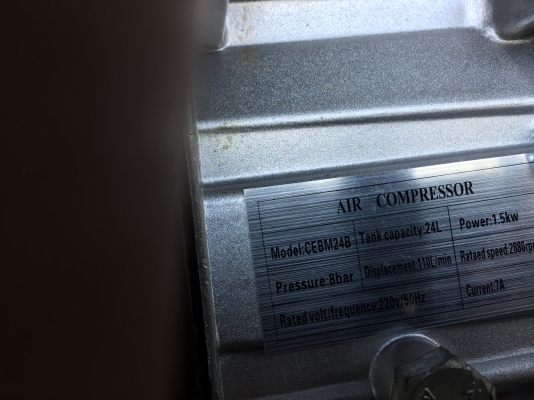 AIR COMPRESSOR
Model:CEBM24B Tank capacity:24L Power:1.5kw
Pressure:8bar Displacement 110L/min Rataed speed:2880rp
Rated volt/frequence:220v/50Hz Current:7A